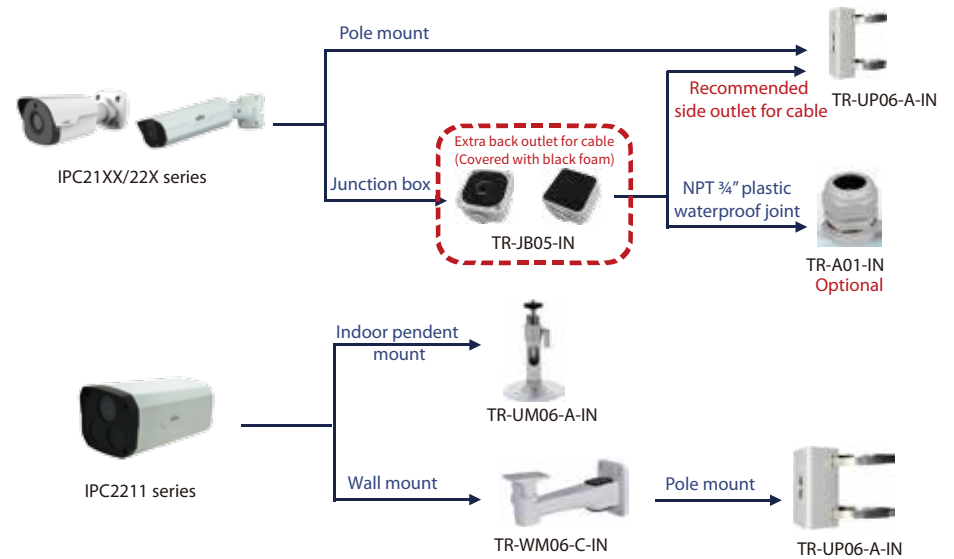 Pole mount
Recommended
side outlet for cable
TR-UP06-A-IN
Extra back outlet for cable
(Covered with black foam)
IPC21XX/22X series
Junction box
NPT ¾” plastic
waterproof joint
TR-JB05-IN
TR-A01-IN
Optional
Indoor pendent
mount
TR-UM06-A-IN
IPC2211 series
Wall mount
Pole mount
TR-WM06-C-IN
TR-UP06-A-IN